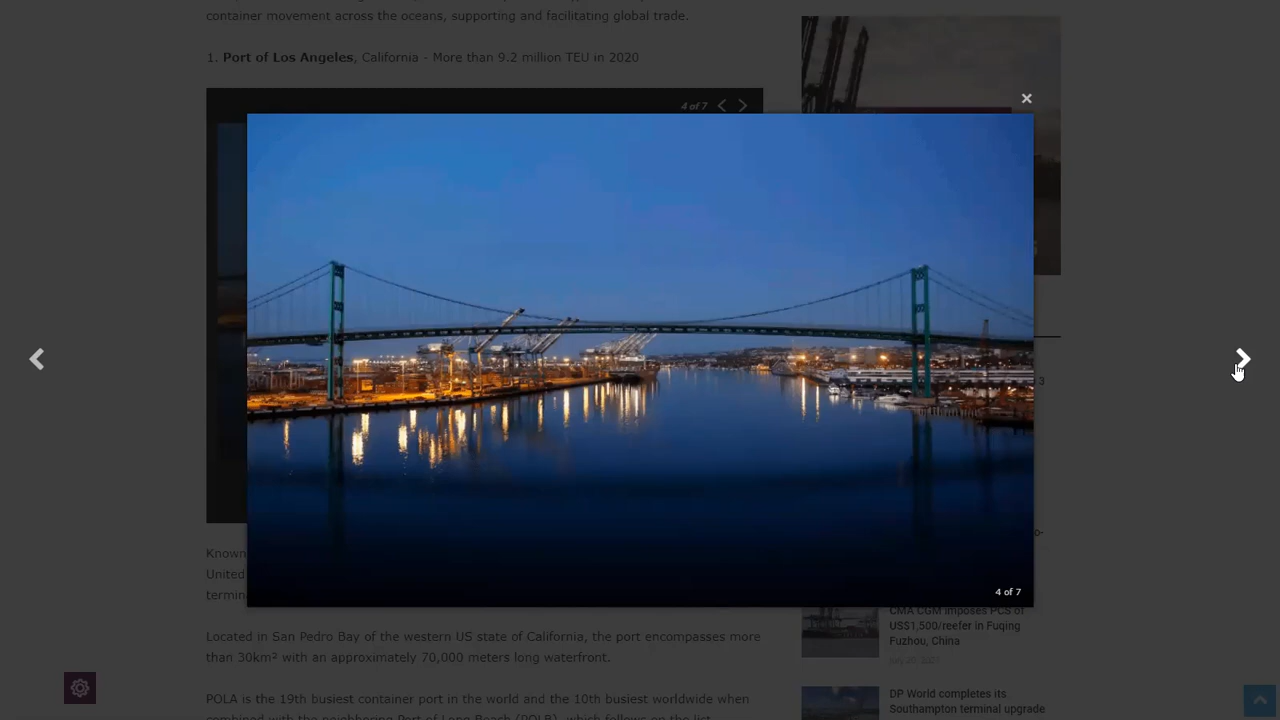 container movement across the oceans, supporting and facilitating global trade.
1. Port of Los Angeles, California - More than 9.2 million TEU in 2020
4 of 7
4 of 7
3
Known
United
termin
o-
Located in San Pedro Bay of the western US state of California, the port encompasses more
than 30km² with an approximately 70,000 meters long waterfront.
POLA is the 19th busiest container port in the world and the 10th busiest worldwide when
combined with the neighboring Port of Long Beach (POLB), which follows on the list.
CMA CGM imposes PCS of
US$1,500/reefer in Fuqing
Fuzhou, China
DP World completes its
Southampton terminal upgrade